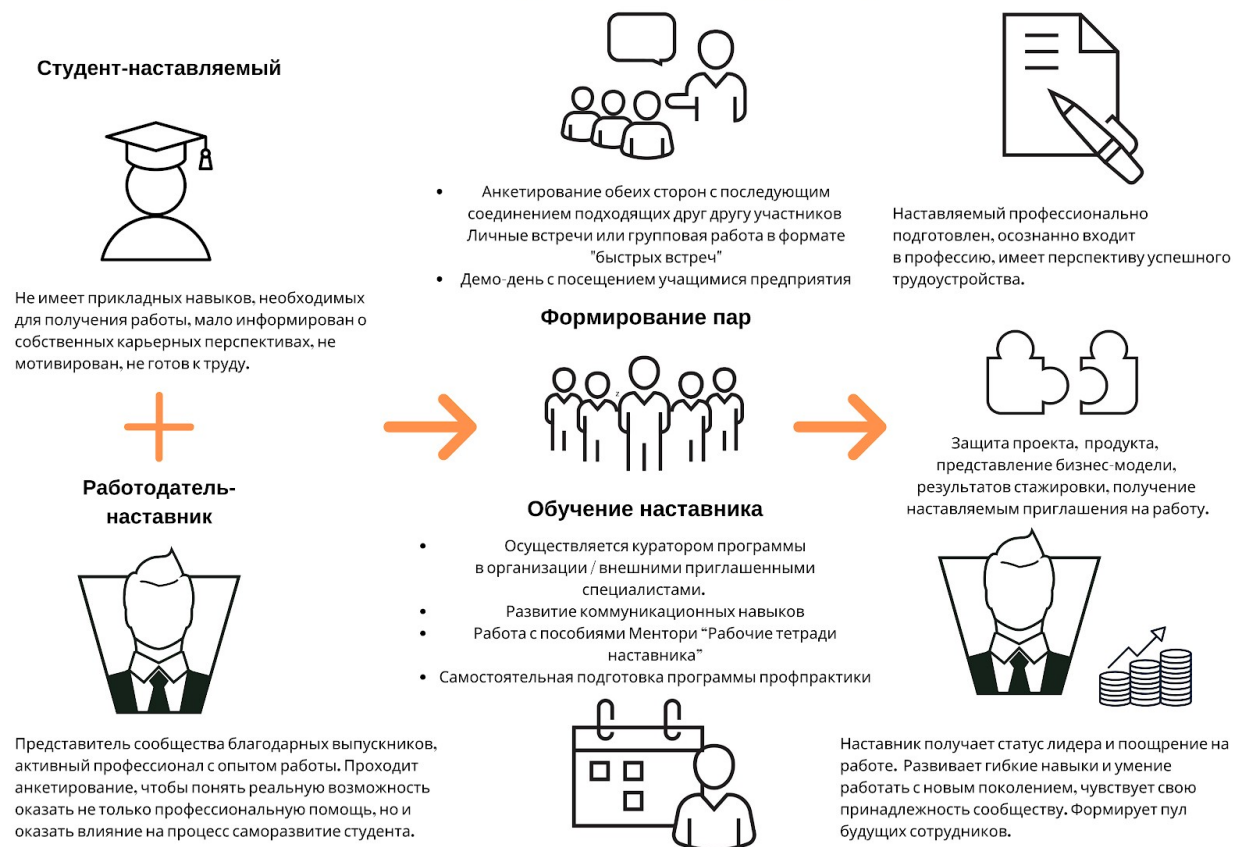 Студент-наставляемый
Не имеет прикладных навыков, необходимых
для получения работы, мало информирован о
собственных карьерных перспективах, не
мотивирован, не готов к труду.
Работодатель-
наставник
Представитель сообщества благодарных выпускников,
активный профессионал с опытом работы. Проходит
анкетирование, чтобы понять реальную возможность
оказать не только профессиональную помощь, но и
оказать влияние на процесс саморазвитие студента.
• Анкетирование обеих сторон с последующим
соединением подходящих друг другу участников
Личные встречи или групповая работа в формате
"быстрых встреч"
• Демо-день с посещением учащимися предприятия
Формирование пар
z
Обучение наставника
• Осуществляется куратором программы
в организации / внешними приглашенными
специалистами.
• Развитие коммуникационных навыков
• Работа с пособиями Ментори “Рабочие тетради
наставника”
• Самостоятельная подготовка программы профпрактики
Наставляемый профессионально
подготовлен, осознанно входит
в профессию, имеет перспективу успешного
трудоустройства.
Защита проекта, продукта,
представление бизнес-модели,
результатов стажировки, получение
наставляемым приглашения на работу.
Наставник получает статус лидера и поощрение на
работе. Развивает гибкие навыки и умение
работать с новым поколением, чувствует свою
принадлежность сообществу. Формирует пул
будущих сотрудников.